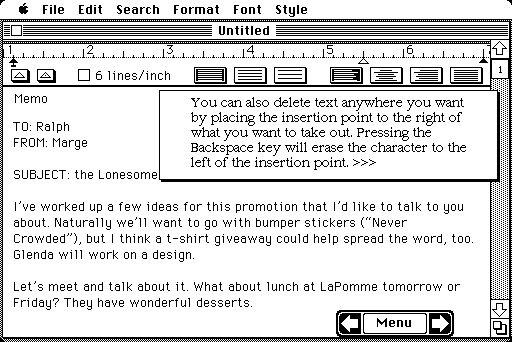 File Edit Search Format Font Style
Untitled
1 2 3 4 5 6 7
6 lines/inch
1
Memo
You can also delete text anywhere you want
by placing the insertion point to the right of
what you want to take out. Pressing the
Backspace key will erase the character to the
left of the insertion point. >>>
TO: Ralph
FROM: Marge
SUBJECT: the Lonesome
I've worked up a few ideas for this promotion that I'd like to talk to you
about. Naturally we'll want to go with bumper stickers ("Never
Crowded"), but I think a t-shirt giveaway could help spread the word, too.
Glenda will work on a design.
Let's meet and talk about it. What about lunch at LaPomme tomorrow or
Friday? They have wonderful desserts.
Menu